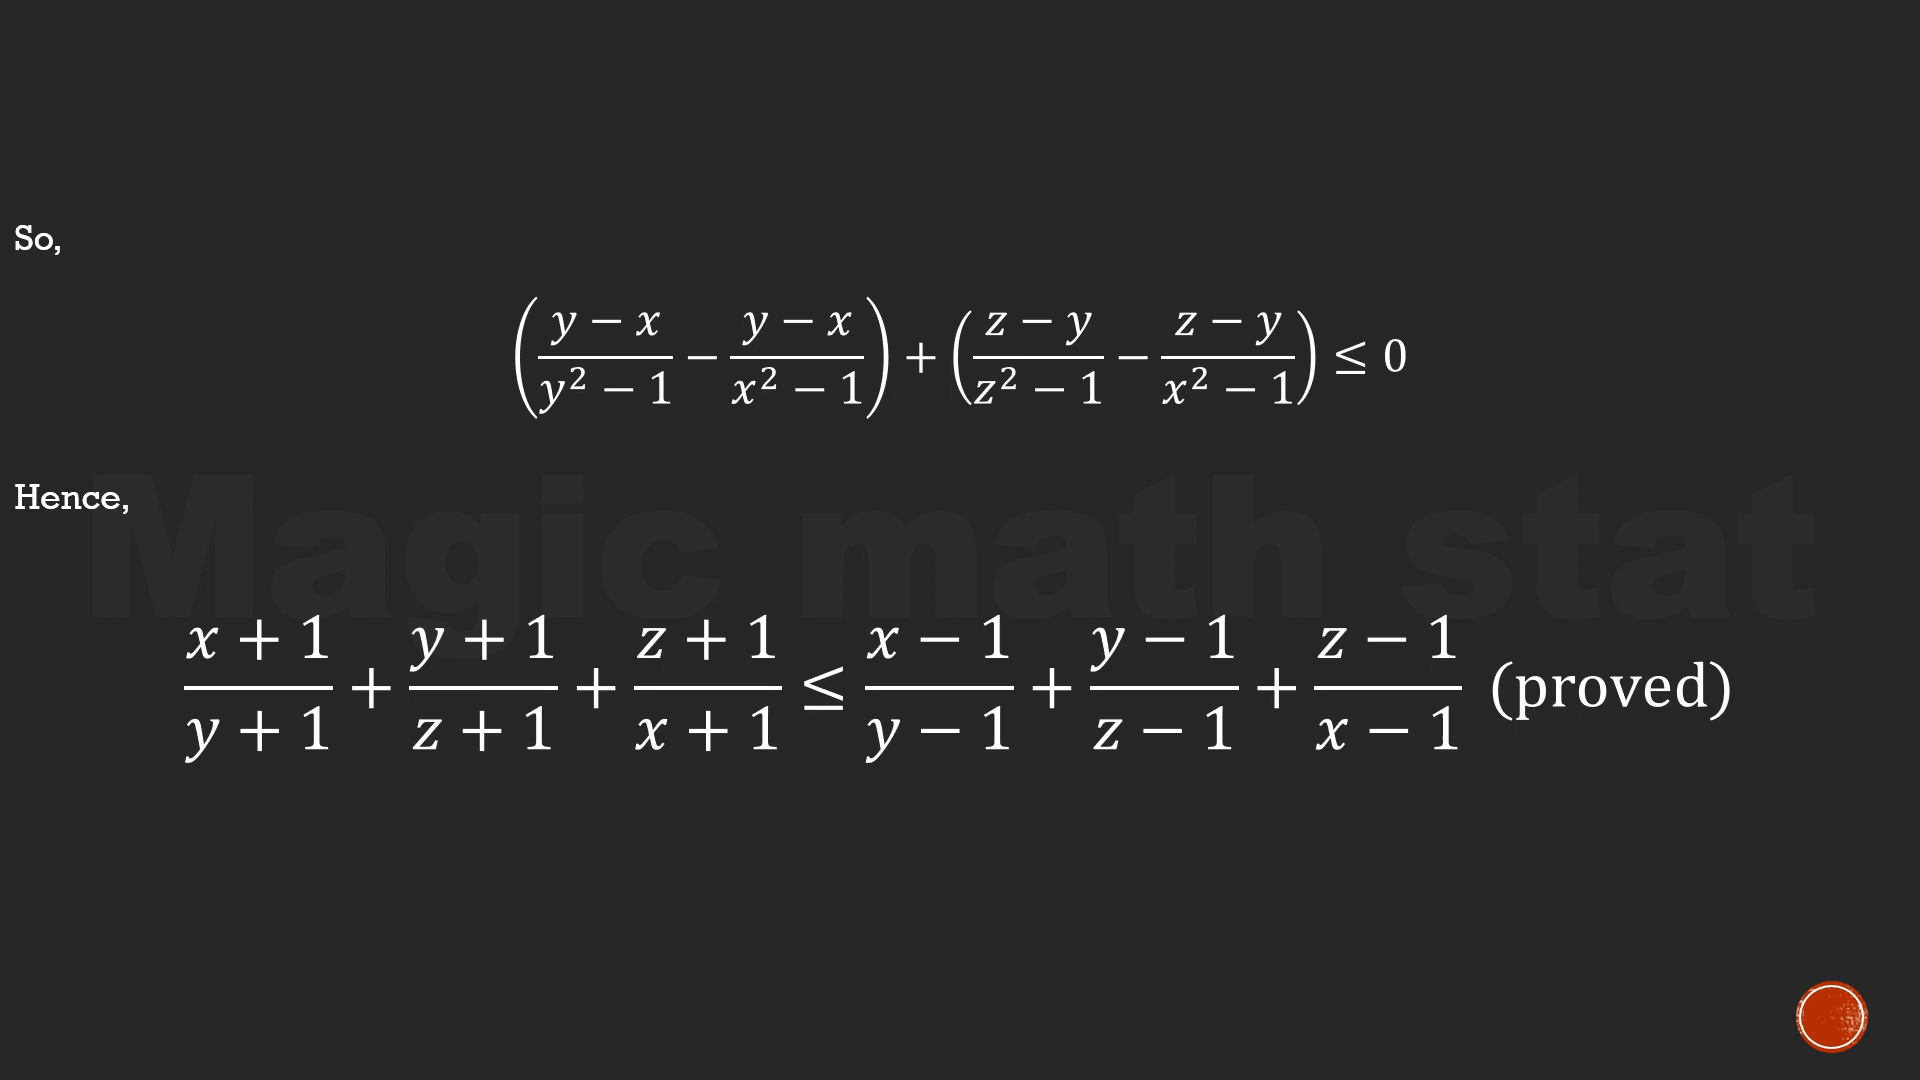 So,
(y − x)/(y² − 1) − (y − x)/(x² − 1)) + ((z − y)/(z² − 1) − (z − y)/(x² − 1)) ≤ 0
Hence,
Magic math stat
(x + 1)/(y + 1) + (y + 1)/(z + 1) + (z + 1)/(x + 1) ≤ (x − 1)/(y − 1) + (y − 1)/(z − 1) + (z − 1)/(x − 1) (proved)